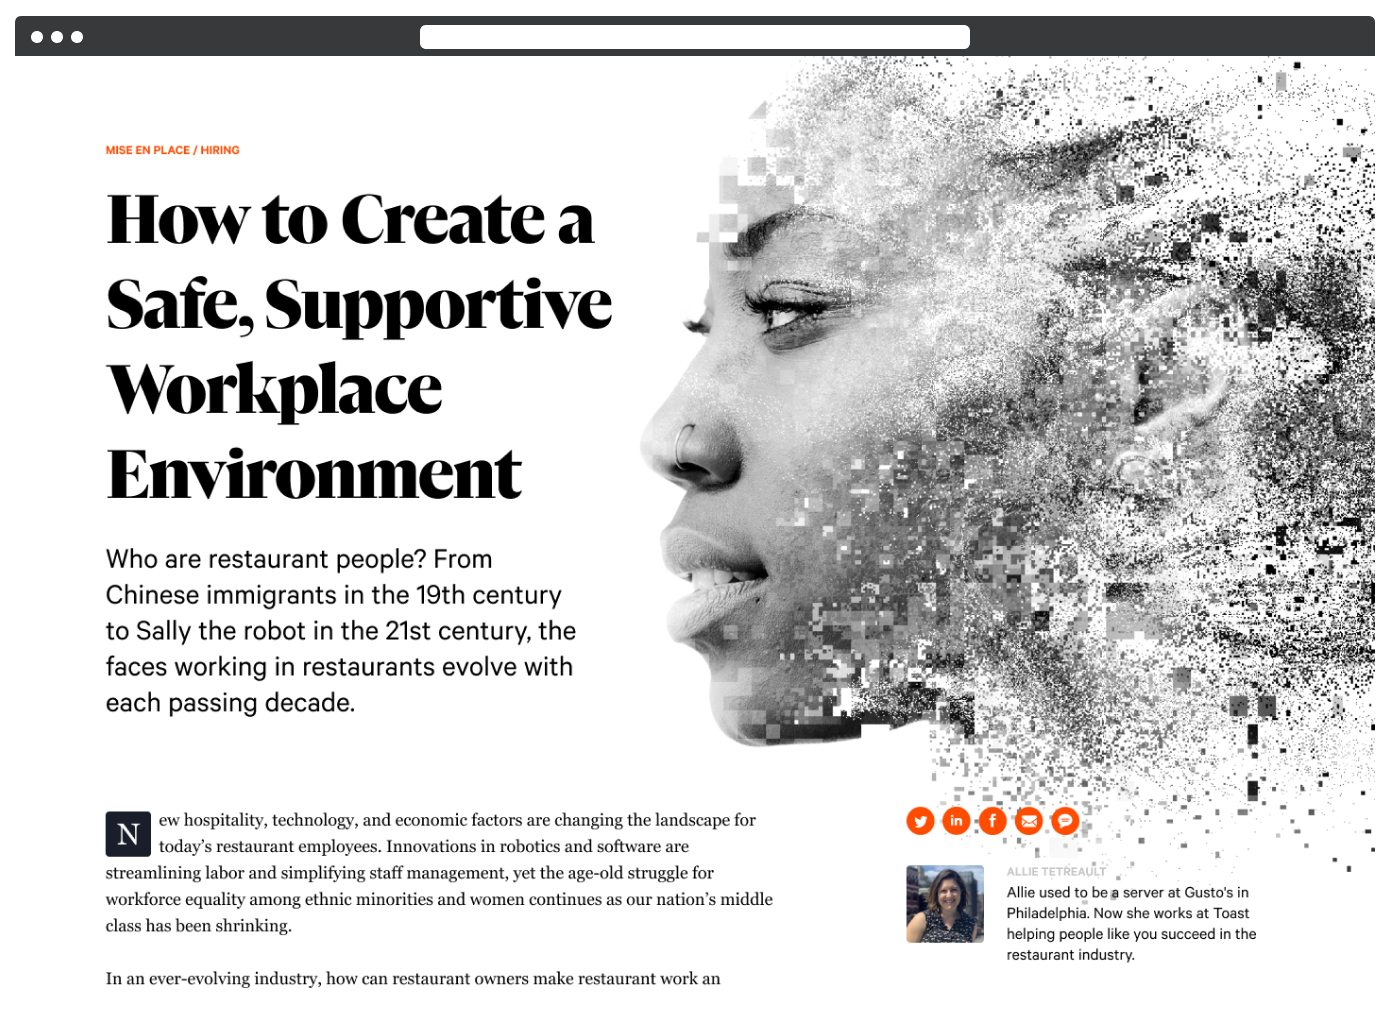 MISE EN PLACE / HIRING
How to Create a
Safe, Supportive
Workplace
Environment
Who are restaurant people? From
Chinese immigrants in the 19th century
to Sally the robot in the 21st century, the
faces working in restaurants evolve with
each passing decade.
New hospitality, technology, and economic factors are changing the landscape for
today’s restaurant employees. Innovations in robotics and software are
streamlining labor and simplifying staff management, yet the age-old struggle for
workforce equality among ethnic minorities and women continues as our nation’s middle
class has been shrinking.
In an ever-evolving industry, how can restaurant owners make restaurant work an
in f
ALLIE TETREAULT
Allie used to be a server at Gusto's in
Philadelphia. Now she works at Toast
helping people like you succeed in the
restaurant industry.